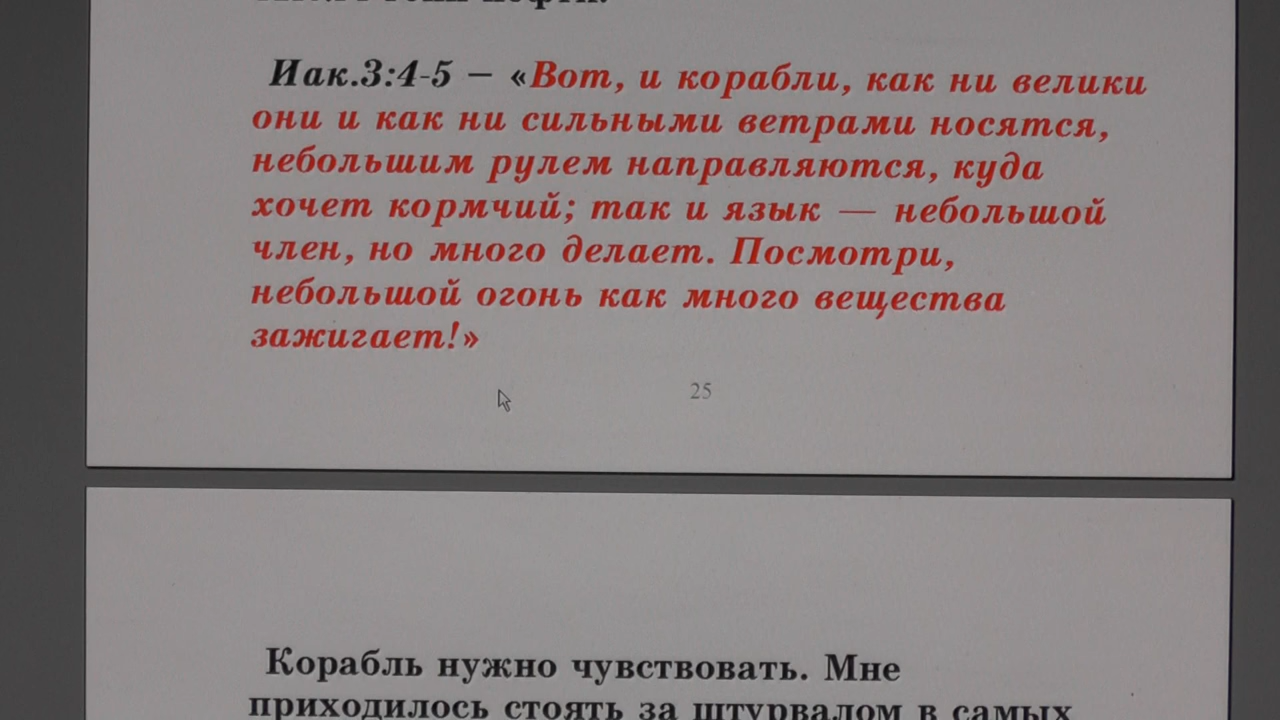 Иак.3:4-5 – «Вот, и корабли, как ни велики
они и как ни сильными ветрами носятся,
небольшим рулем направляются, куда
хочет кормчий; так и язык — небольшой
член, но много делает. Посмотри,
небольшой огонь как много вещества
зажигает!»
25
Корабль нужно чувствовать. Мне
приходилось стоять за штурвалом в самых